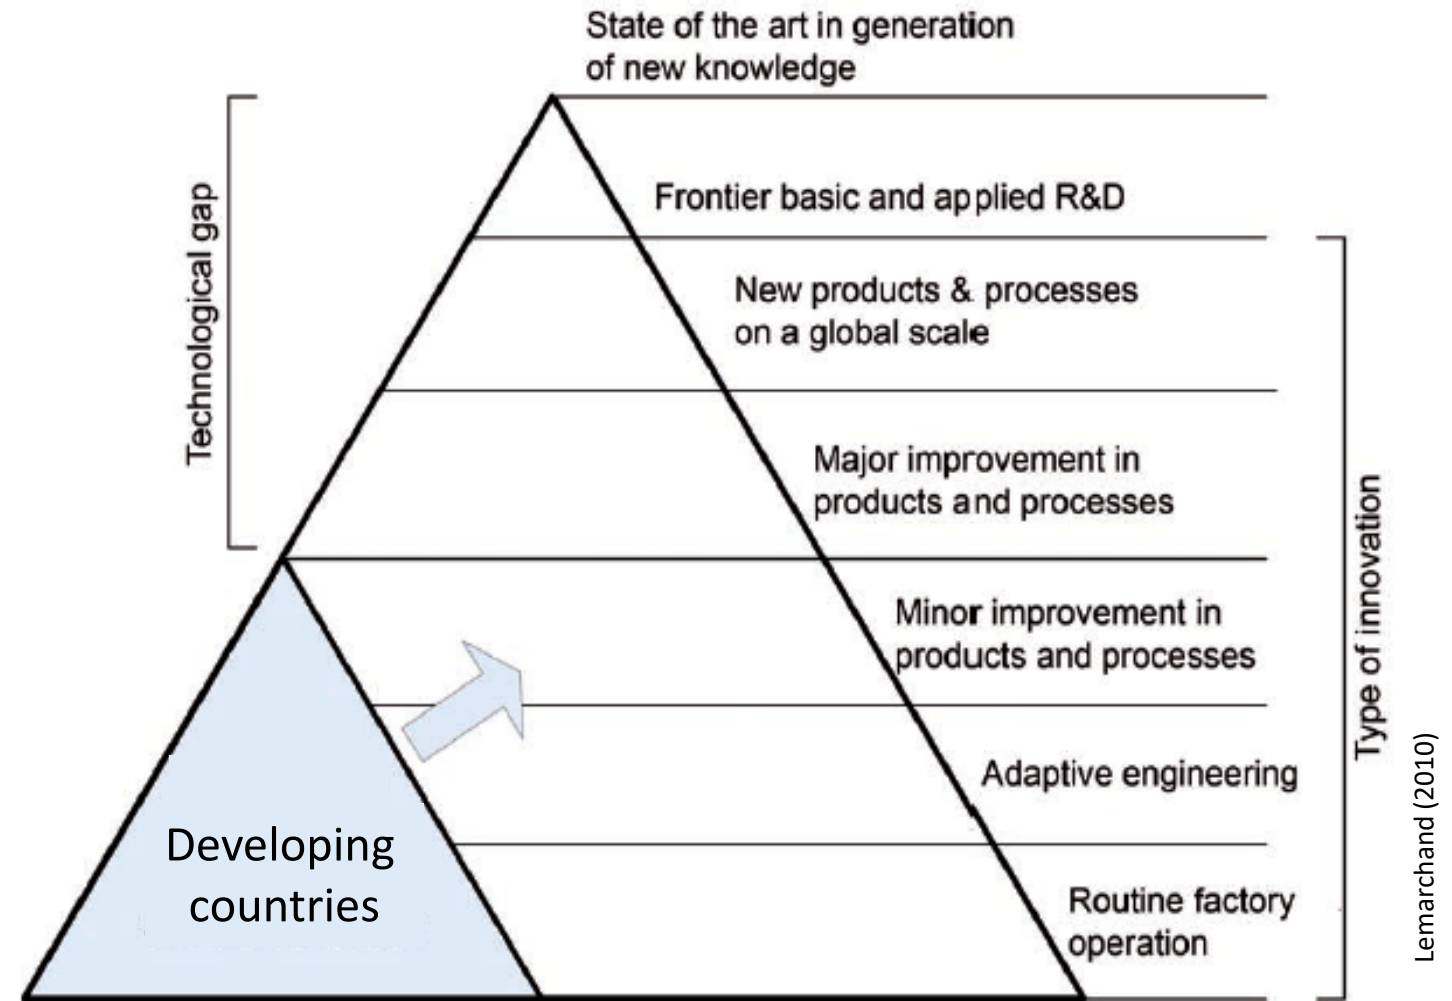 State of the art in generation
of new knowledge
Frontier basic and applied R&D
New products & processes
on a global scale
Technological gap
Major improvement in
products and processes
Minor improvement in
products and processes
Type of innovation
Adaptive engineering
Developing
countries
Routine factory
operation
Lemarchand (2010)